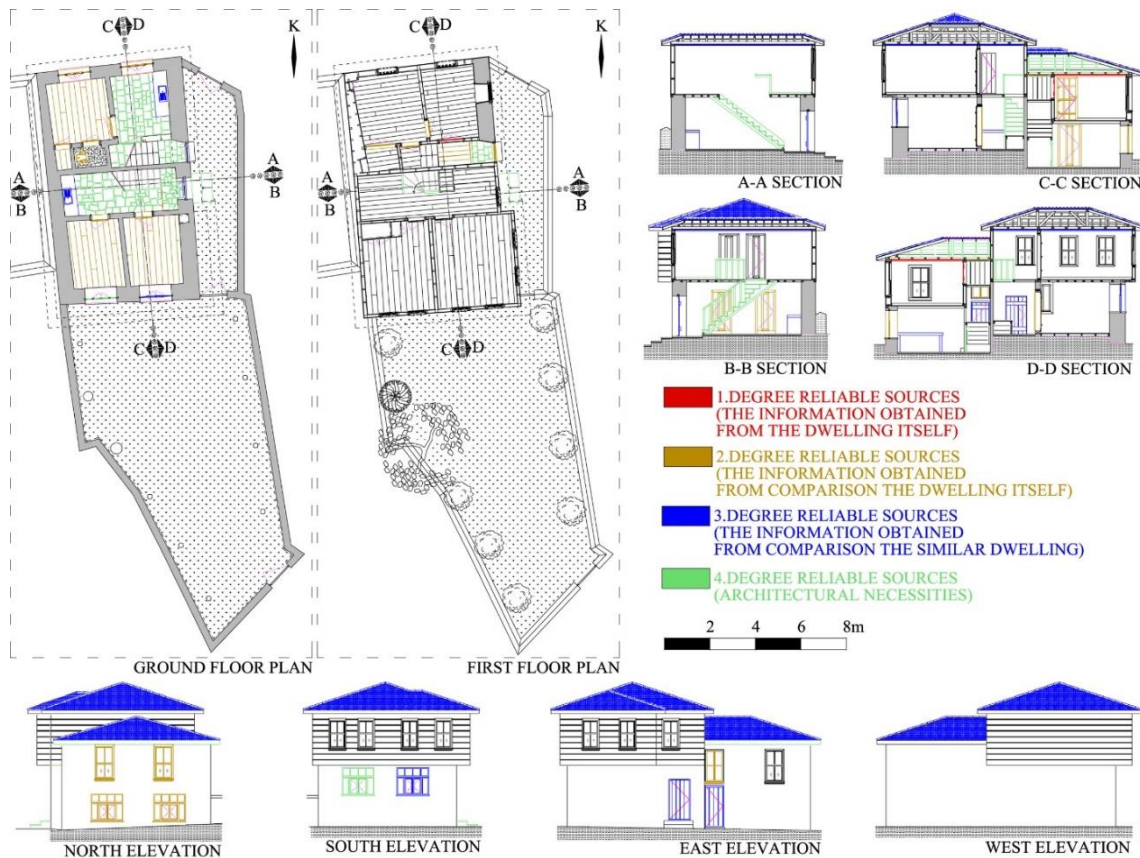 C D
K
A
B
A
B
C D
GROUND FLOOR PLAN
C D
K
A
B
A
B
C D
FIRST FLOOR PLAN
A-A SECTION
C-C SECTION
B-B SECTION
D-D SECTION
1.DEGREE RELIABLE SOURCES
(THE INFORMATION OBTAINED
FROM THE DWELLING ITSELF)
2.DEGREE RELIABLE SOURCES
(THE INFORMATION OBTAINED
FROM COMPARISON THE DWELLING ITSELF)
3.DEGREE RELIABLE SOURCES
(THE INFORMATION OBTAINED
FROM COMPARISON THE SIMILAR DWELLING)
4.DEGREE RELIABLE SOURCES
(ARCHITECTURAL NECESSITIES)
2 4 6 8m
NORTH ELEVATION
SOUTH ELEVATION
EAST ELEVATION
WEST ELEVATION